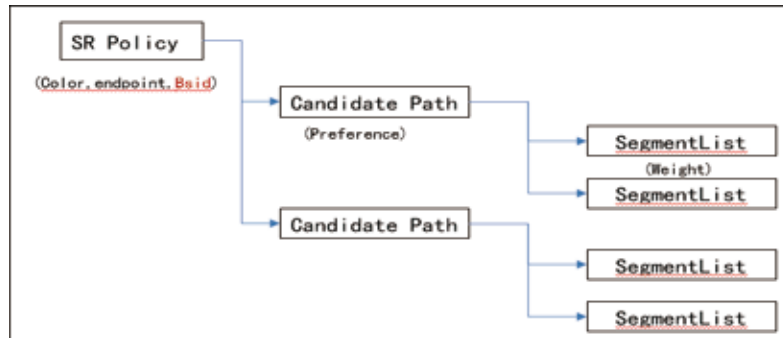 SR Policy
(Color,endpoint,Bsid)
Candidate Path
(Preference)
SegmentList
(Weight)
SegmentList
Candidate Path
SegmentList
SegmentList